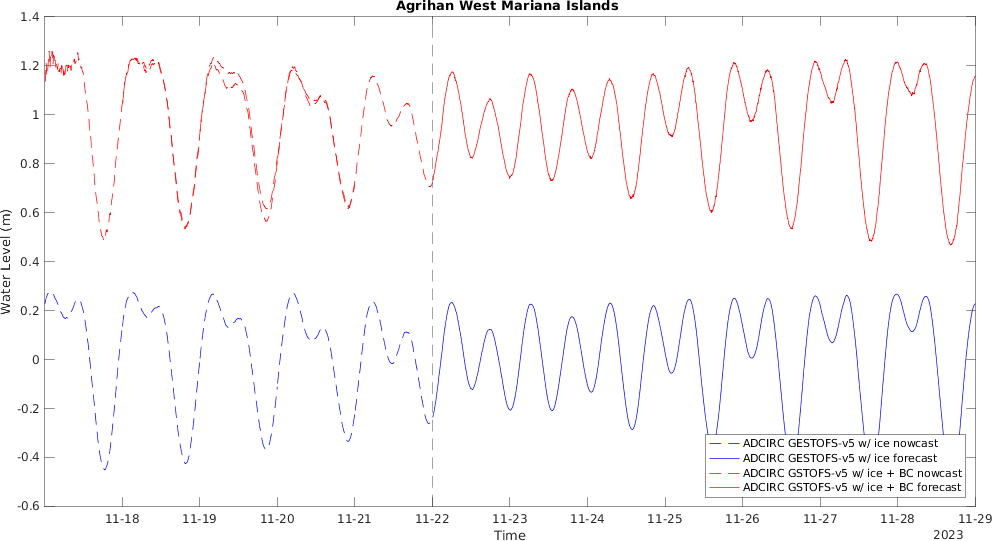 Agrihan West Mariana Islands
1.4
1.2
1
0.8
0.6
0.4
0.2
0
-0.2
-0.4
-0.6
Water Level (m)
11-18 11-19 11-20 11-21 11-22 11-23 11-24 11-25 11-26 11-27 11-28 11-29
Time
2023
ADCIRC GESTOFS-v5 w/ ice nowcast
ADCIRC GESTOFS-v5 w/ ice forecast
ADCIRC GSTOFS-v5 w/ ice + BC nowcast
ADCIRC GSTOFS-v5 w/ ice + BC forecast